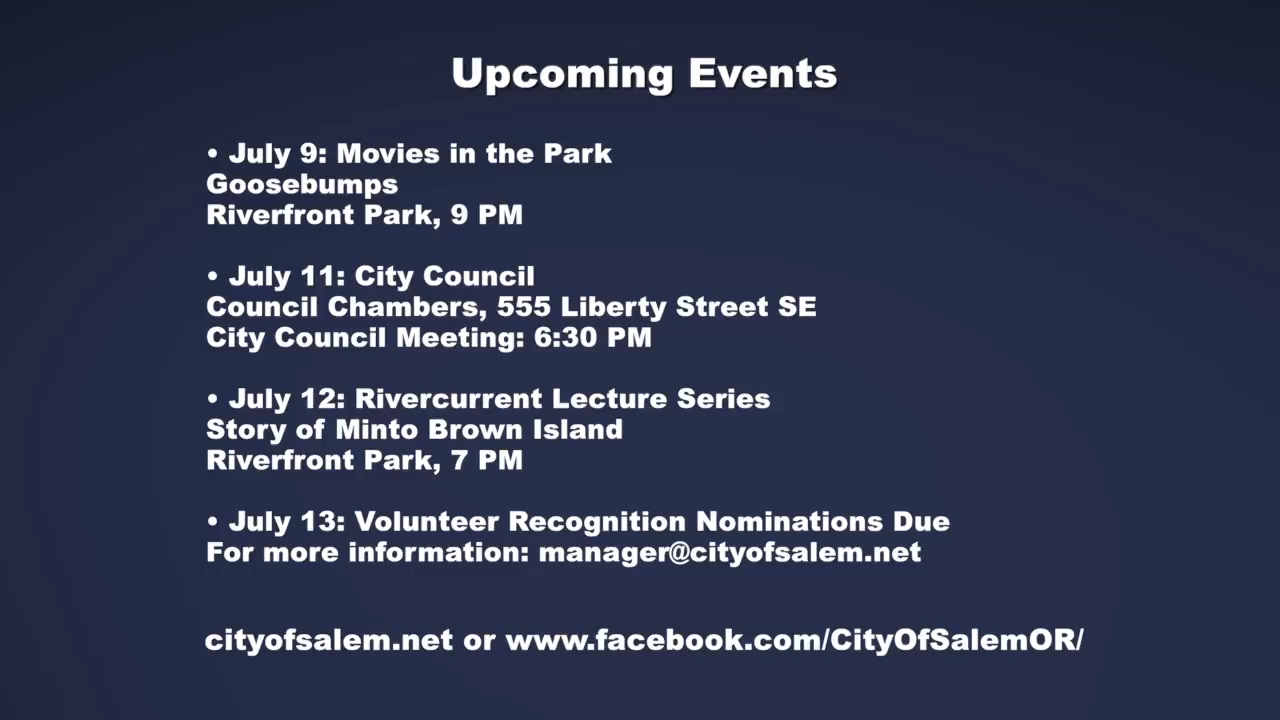 Upcoming Events
• July 9: Movies in the Park
Goosebumps
Riverfront Park, 9 PM
• July 11: City Council
Council Chambers, 555 Liberty Street SE
City Council Meeting: 6:30 PM
• July 12: Rivercurrent Lecture Series
Story of Minto Brown Island
Riverfront Park, 7 PM
• July 13: Volunteer Recognition Nominations Due
For more information: manager@cityofsalem.net
cityofsalem.net or www.facebook.com/CityOfSalemOR/